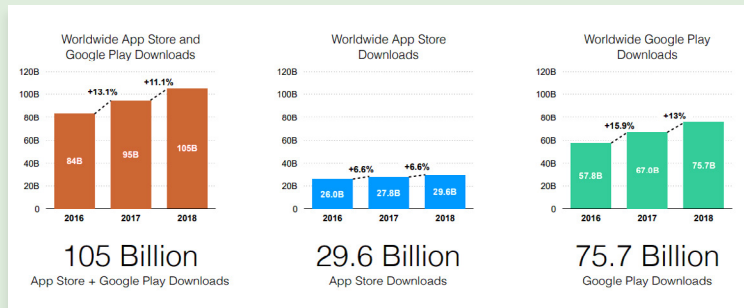 Worldwide App Store and
Google Play Downloads
120B
100B
80B
60B
40B
20B
0
+13.1%
+11.1%
84B
95B
105B
2016
2017
2018
105 Billion
App Store + Google Play Downloads
Worldwide App Store
Downloads
120B
100B
80B
60B
40B
20B
0
+6.6%
+6.6%
26.0B
27.8B
29.6B
2016
2017
2018
29.6 Billion
App Store Downloads
Worldwide Google Play
Downloads
120B
100B
80B
60B
40B
20B
0
+15.9%
+13%
57.8B
67.0B
75.7B
2016
2017
2018
75.7 Billion
Google Play Downloads